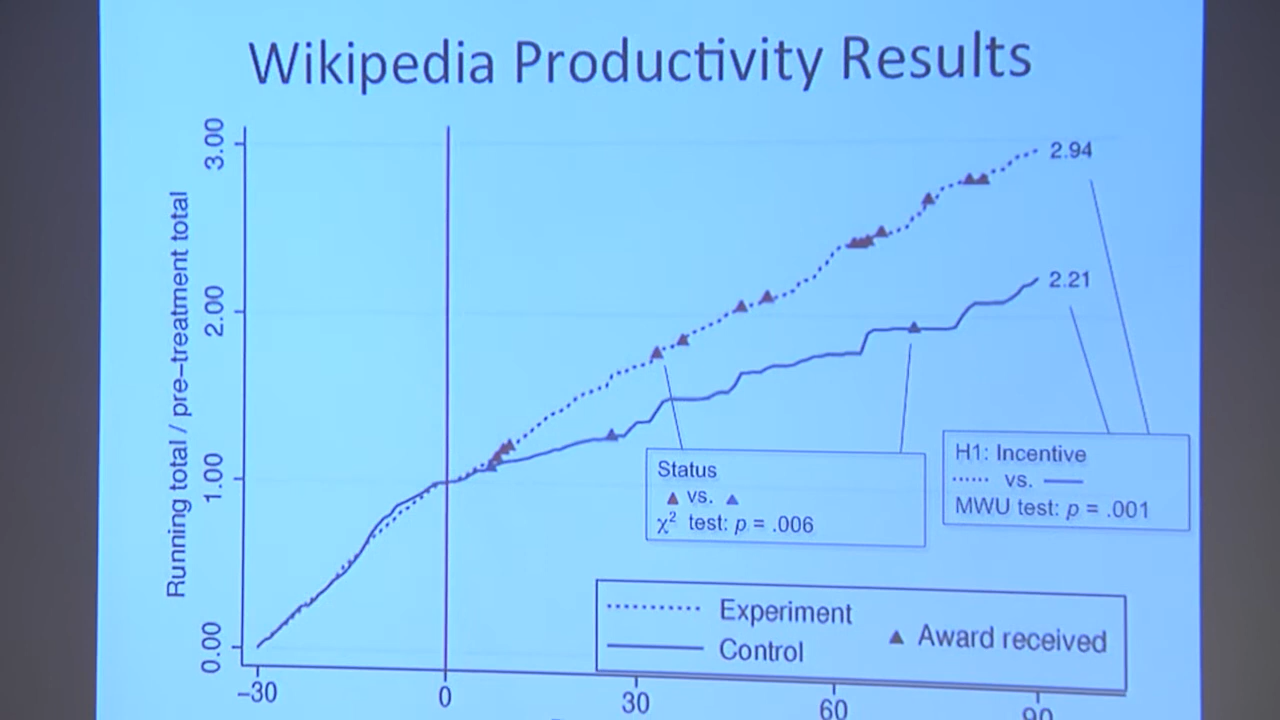 Wikipedia Productivity Results
Running total / pre-treatment total
3.00
2.00
1.00
0.00
2.94
2.21
Status
▲ vs. ▲
χ² test: p = .006
H1: Incentive
...... vs. —
MWU test: p = .001
Experiment
Control
Award received
−30
0
30
60
90